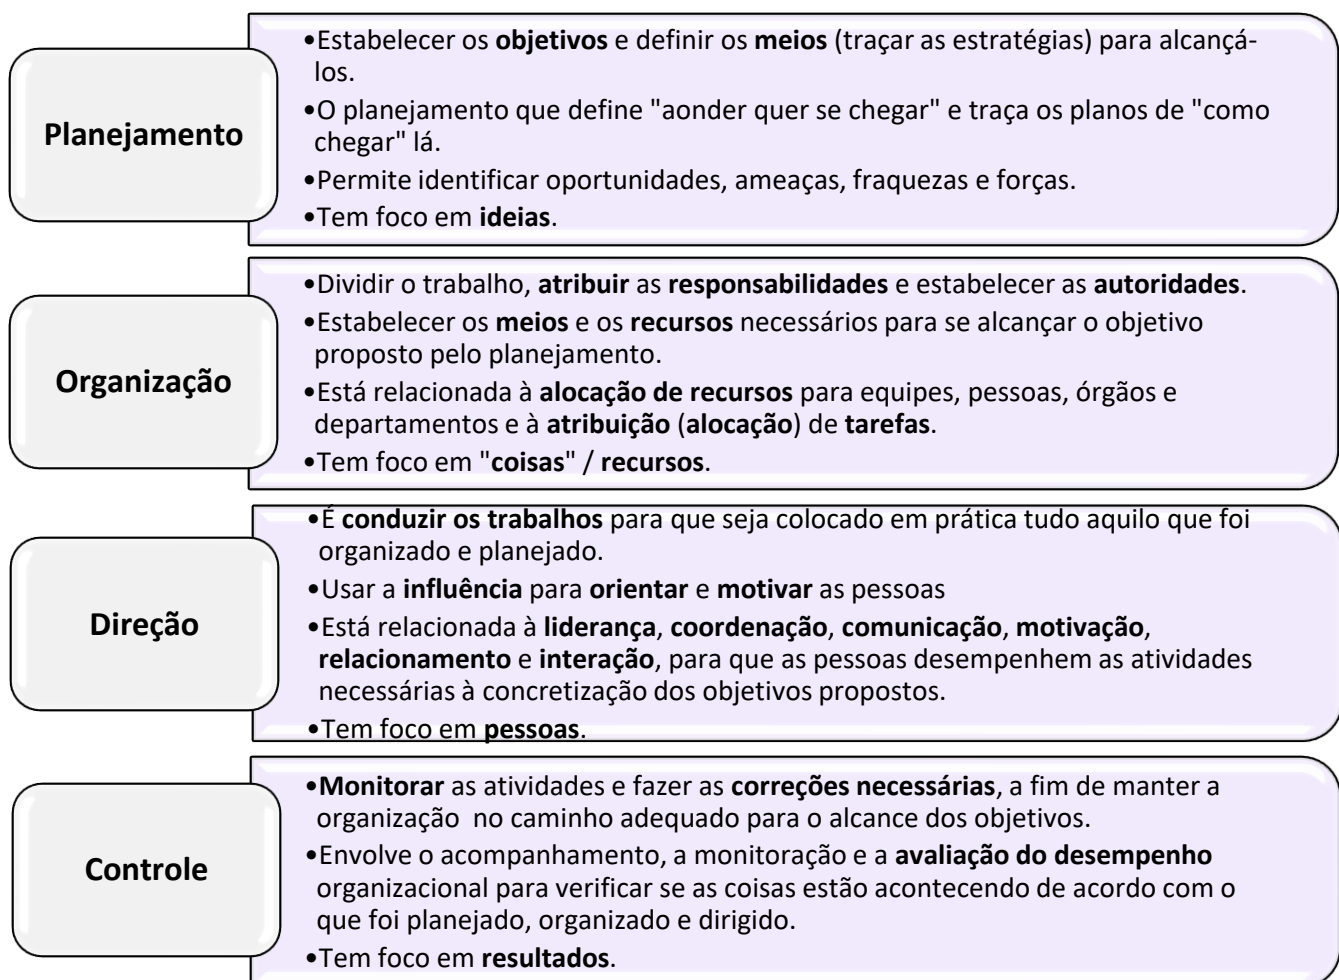 Planejamento
•Estabelecer os objetivos e definir os meios (traçar as estratégias) para alcançá-
los.
•O planejamento que define "aonder quer se chegar" e traça os planos de "como
chegar" lá.
•Permite identificar oportunidades, ameaças, fraquezas e forças.
•Tem foco em ideias.
Organização
•Dividir o trabalho, atribuir as responsabilidades e estabelecer as autoridades.
•Estabelecer os meios e os recursos necessários para se alcançar o objetivo
proposto pelo planejamento.
•Está relacionada à alocação de recursos para equipes, pessoas, órgãos e
departamentos e à atribuição (alocação) de tarefas.
•Tem foco em "coisas" / recursos.
Direção
•É conduzir os trabalhos para que seja colocado em prática tudo aquilo que foi
organizado e planejado.
•Usar a influência para orientar e motivar as pessoas
•Está relacionada à liderança, coordenação, comunicação, motivação,
relacionamento e interação, para que as pessoas desempenhem as atividades
necessárias à concretização dos objetivos propostos.
•Tem foco em pessoas.
Controle
•Monitorar as atividades e fazer as correções necessárias, a fim de manter a
organização no caminho adequado para o alcance dos objetivos.
•Envolve o acompanhamento, a monitoração e a avaliação do desempenho
organizacional para verificar se as coisas estão acontecendo de acordo com o
que foi planejado, organizado e dirigido.
•Tem foco em resultados.